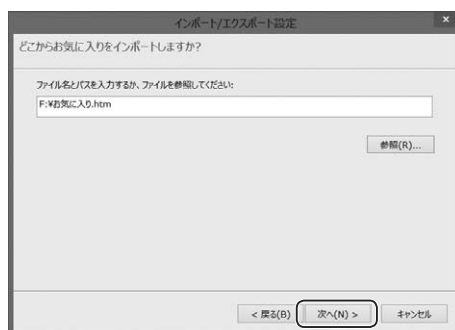 インポート/エクスポート設定
どこからお気に入りをインポートしますか?
ファイル名とパスを入力するか、ファイルを参照してください:
F:¥お気に入り.htm
参照(R)...
< 戻る(B) 次へ(N) > キャンセル